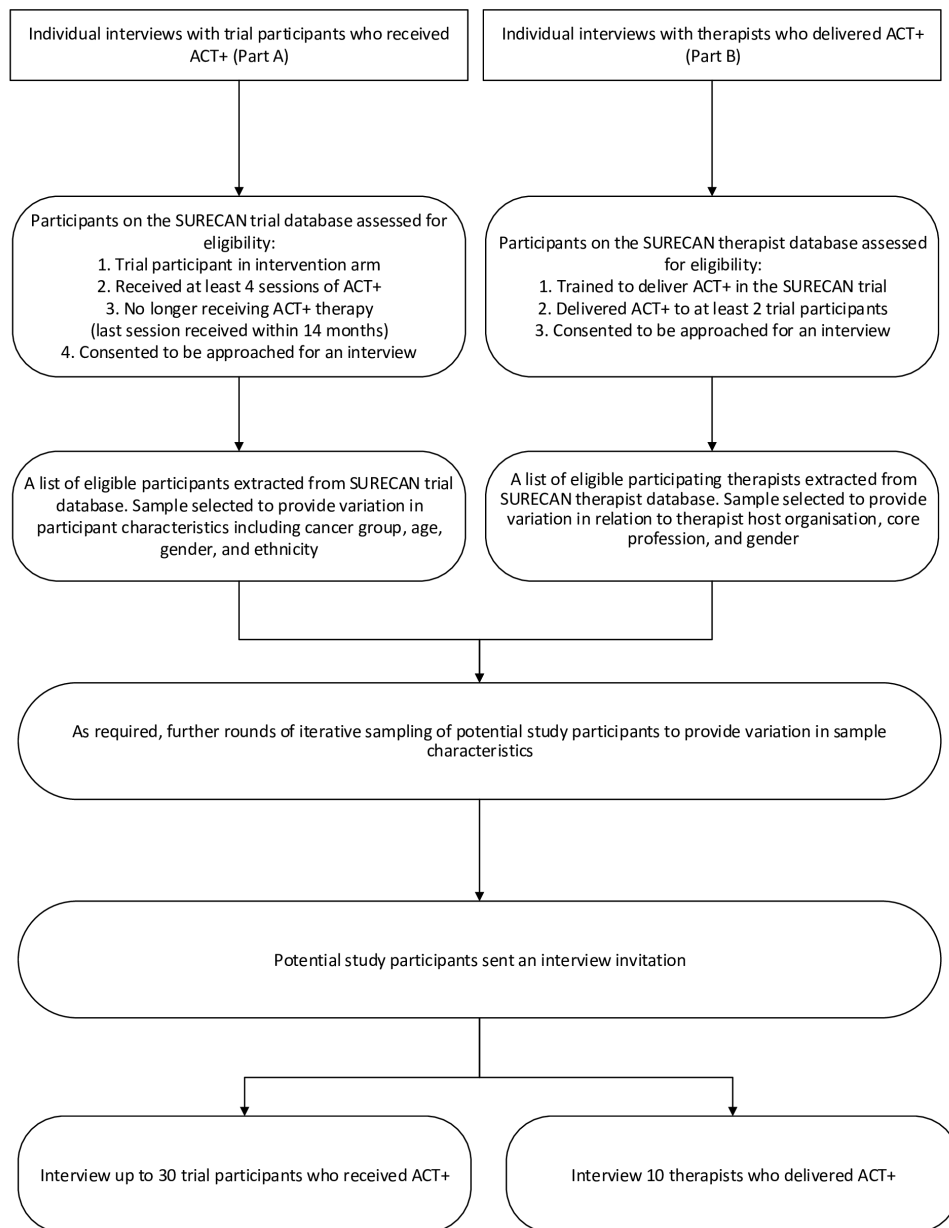 Individual interviews with trial participants who received
ACT+ (Part A)
Individual interviews with therapists who delivered ACT+
(Part B)
Participants on the SURECAN trial database assessed for
eligibility:
1. Trial participant in intervention arm
2. Received at least 4 sessions of ACT+
3. No longer receiving ACT+ therapy
(last session received within 14 months)
4. Consented to be approached for an interview
Participants on the SURECAN therapist database assessed
for eligibility:
1. Trained to deliver ACT+ in the SURECAN trial
2. Delivered ACT+ to at least 2 trial participants
3. Consented to be approached for an interview
A list of eligible participants extracted from SURECAN trial
database. Sample selected to provide variation in
participant characteristics including cancer group, age,
gender, and ethnicity
A list of eligible participating therapists extracted from
SURECAN therapist database. Sample selected to provide
variation in relation to therapist host organisation, core
profession, and gender
As required, further rounds of iterative sampling of potential study participants to provide variation in sample
characteristics
Potential study participants sent an interview invitation
Interview up to 30 trial participants who received ACT+
Interview 10 therapists who delivered ACT+